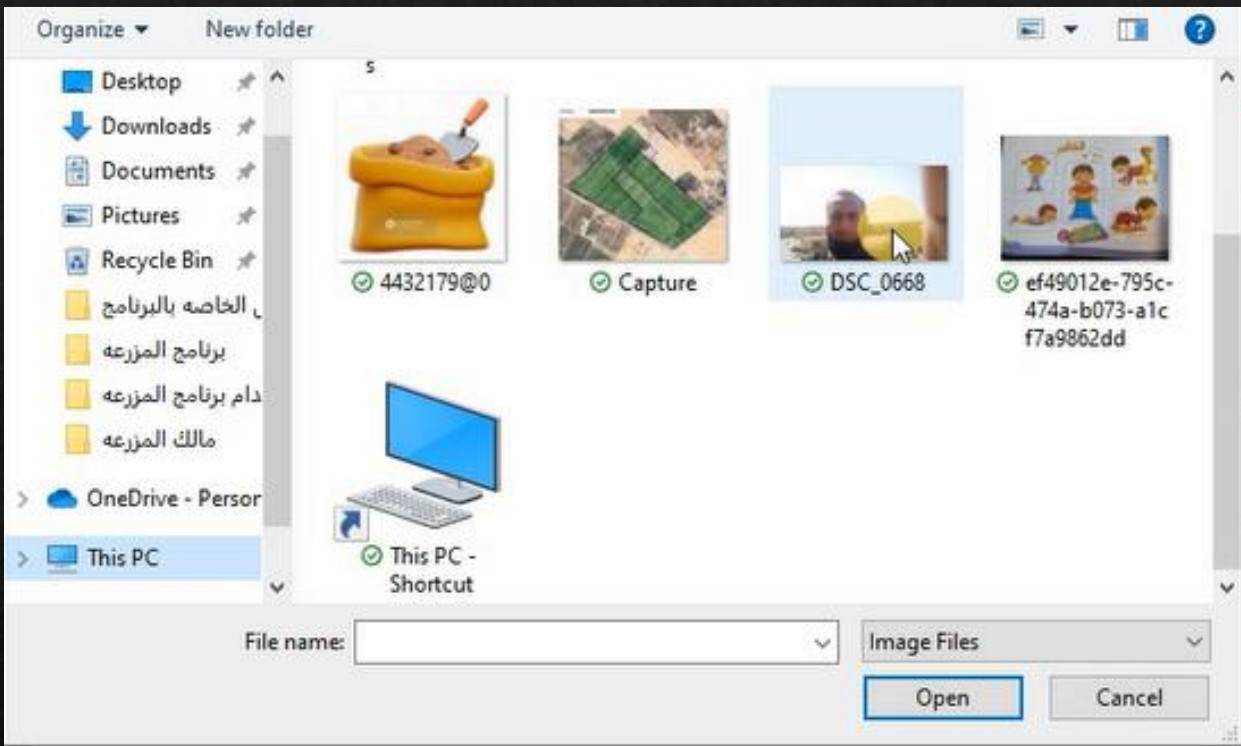 Organize New folder
Desktop
Downloads
Documents
Pictures
Recycle Bin
الخاصه بالبرنامج
برنامج المزرعه
دام برنامج المزرعه
مالك المزرعه
OneDrive - Person
This PC
s
4432179@0
Capture
DSC_0668
ef49012e-795c-
474a-b073-a1c
f7a9862dd
This PC -
Shortcut
File name:
Image Files
Open Cancel